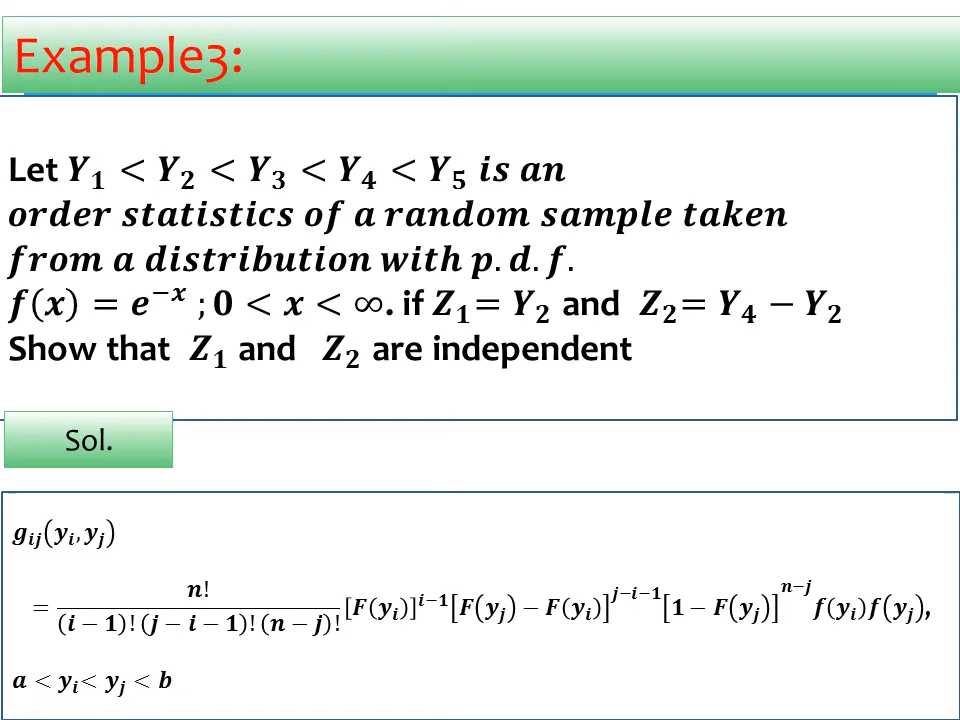 Example3:
Let Y₁ < Y₂ < Y₃ < Y₄ < Y₅ is an
order statistics of a random sample taken
from a distribution with p.d.f.
f(x) = e⁻ˣ ; 0 < x < ∞. if Z₁= Y₂ and Z₂= Y₄ − Y₂
Show that Z₁ and Z₂ are independent
Sol.
g_{ij}(y_i, y_j)
= \frac{n!}{(i − 1)! (j − i − 1)! (n − j)!} [F(y_i)]^{i−1} [F(y_j) − F(y_i)]^{j−i−1} [1 − F(y_j)]^{n−j} f(y_i)f(y_j),
a < y_i < y_j < b